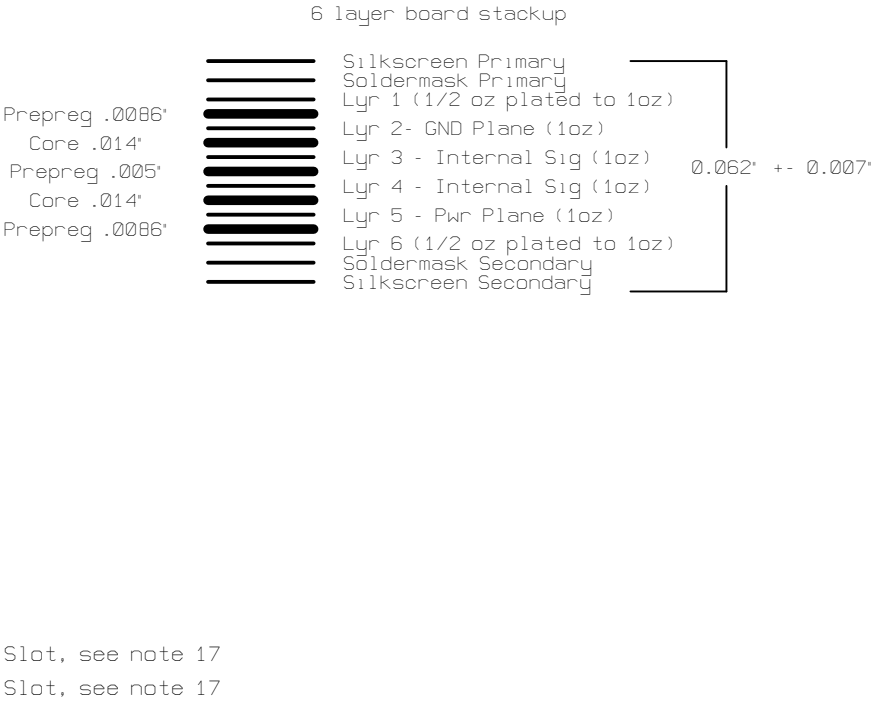 6 layer board stackup
Silkscreen Primary
Soldermask Primary
Lyr 1 (1/2 oz plated to 1oz)
Prepreg .0086"
Lyr 2- GND Plane (1oz)
Core .014"
Lyr 3 - Internal Sig (1oz)
0.062" +- 0.007"
Prepreg .005"
Lyr 4 - Internal Sig (1oz)
Core .014"
Lyr 5 - Pwr Plane (1oz)
Prepreg .0086"
Lyr 6 (1/2 oz plated to 1oz)
Soldermask Secondary
Silkscreen Secondary
Slot, see note 17
Slot, see note 17